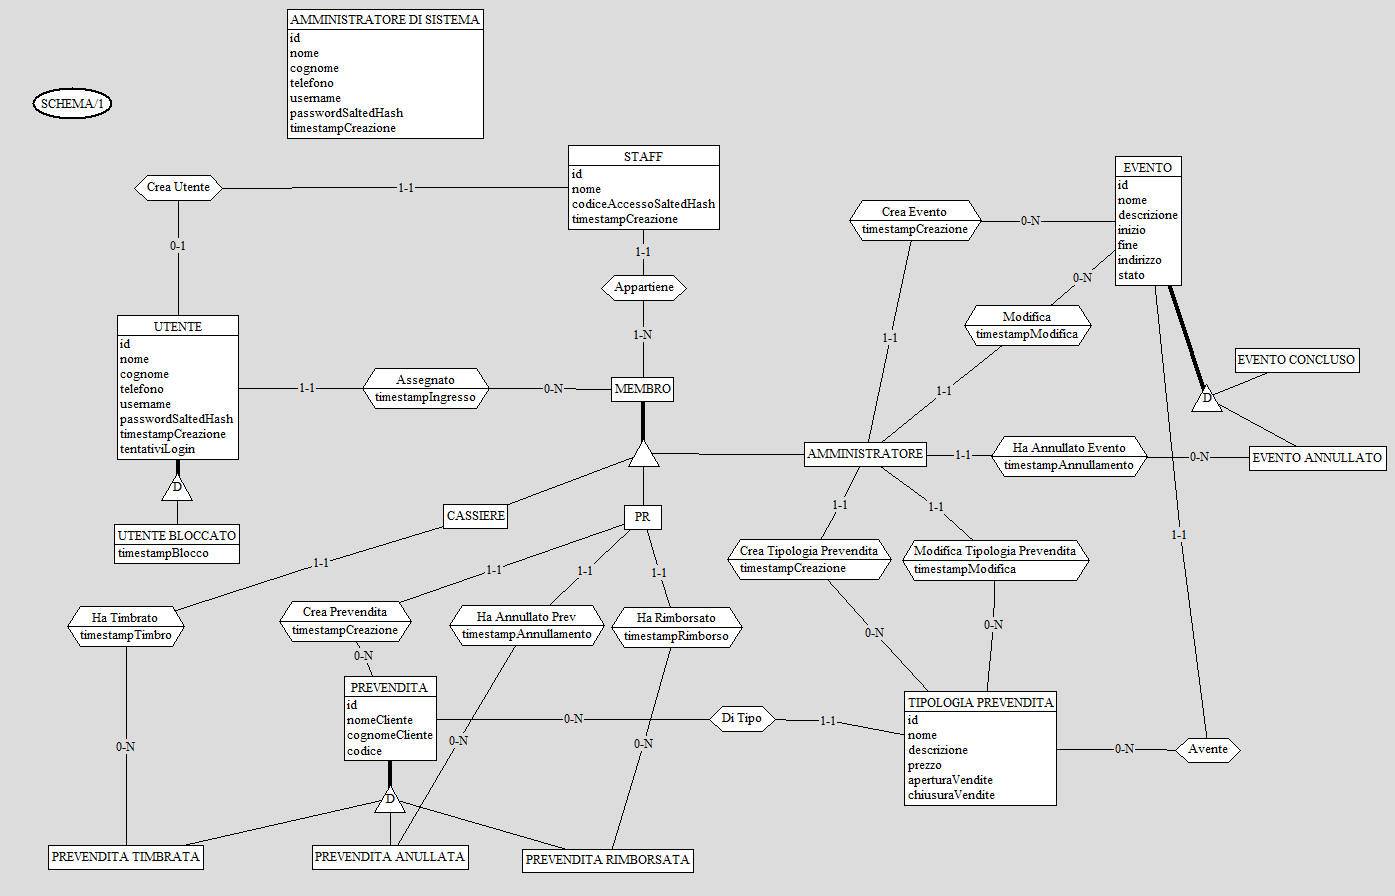 AMMINISTRATORE DI SISTEMA
id
nome
cognome
telefono
username
passwordSaltedHash
timestampCreazione
SCHEMA/1
STAFF
id
nome
codiceAccessoSaltedHash
timestampCreazione
Crea Utente
1-1
0-1
1-1
Appartiene
1-N
EVENTO
id
nome
descrizione
inizio
fine
indirizzo
stato
Crea Evento
timestampCreazione
0-N
0-N
Modifica
timestampModifica
1-1
1-1
UTENTE
id
nome
cognome
telefono
username
passwordSaltedHash
timestampCreazione
tentativiLogin
1-1
Assegnato
timestampIngresso
0-N
MEMBRO
EVENTO CONCLUSO
D
AMMINISTRATORE
1-1
Ha Annullato Evento
timestampAnnullamento
0-N
EVENTO ANNULLATO
D
UTENTE BLOCCATO
timestampBlocco
CASSIERE
PR
1-1
1-1
1-1
1-1
1-1
1-1
1-1
Crea Tipologia Prevendita
timestampCreazione
Modifica Tipologia Prevendita
timestampModifica
Ha Timbrato
timestampTimbro
Crea Prevendita
timestampCreazione
Ha Annullato Prev
timestampAnnullamento
Ha Rimborsato
timestampRimborso
0-N
0-N
0-N
PREVENDITA
id
nomeCliente
cognomeCliente
codice
0-N
Di Tipo
1-1
TIPOLOGIA PREVENDITA
id
nome
descrizione
prezzo
aperturaVendite
chiusuraVendite
0-N
Avente
0-N
0-N
0-N
D
PREVENDITA TIMBRATA
PREVENDITA ANULLATA
PREVENDITA RIMBORSATA